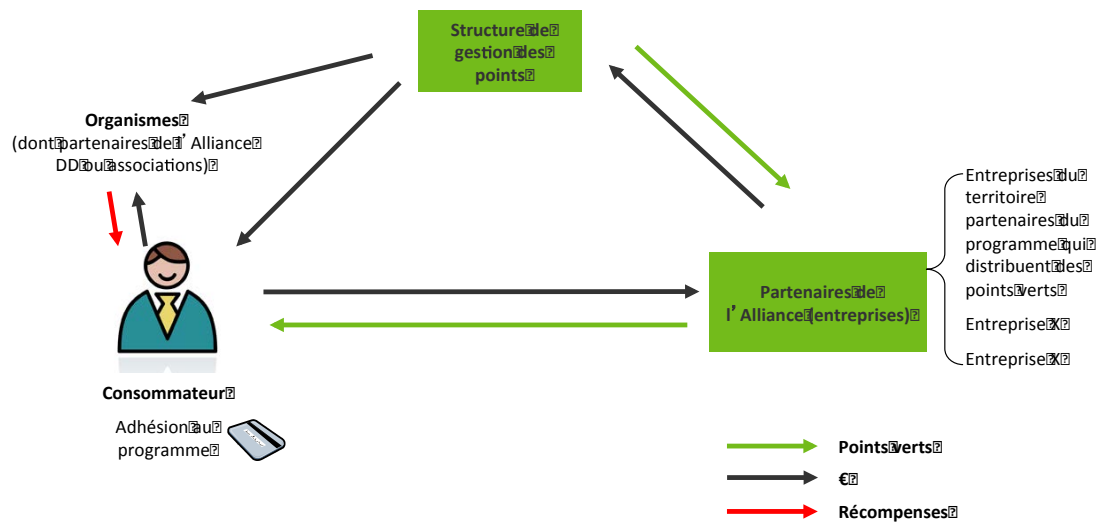 Structure de
gestion des
points
Organismes
(dont partenaires de l’Alliance
DD ou associations)
Entreprises du
territoire
partenaires du
programme qui
distribuent des
points verts
Entreprise X
Entreprise X
Partenaires de
l’Alliance (entreprises)
Consommateur
Adhésion au
programme
Points verts
€
Récompenses